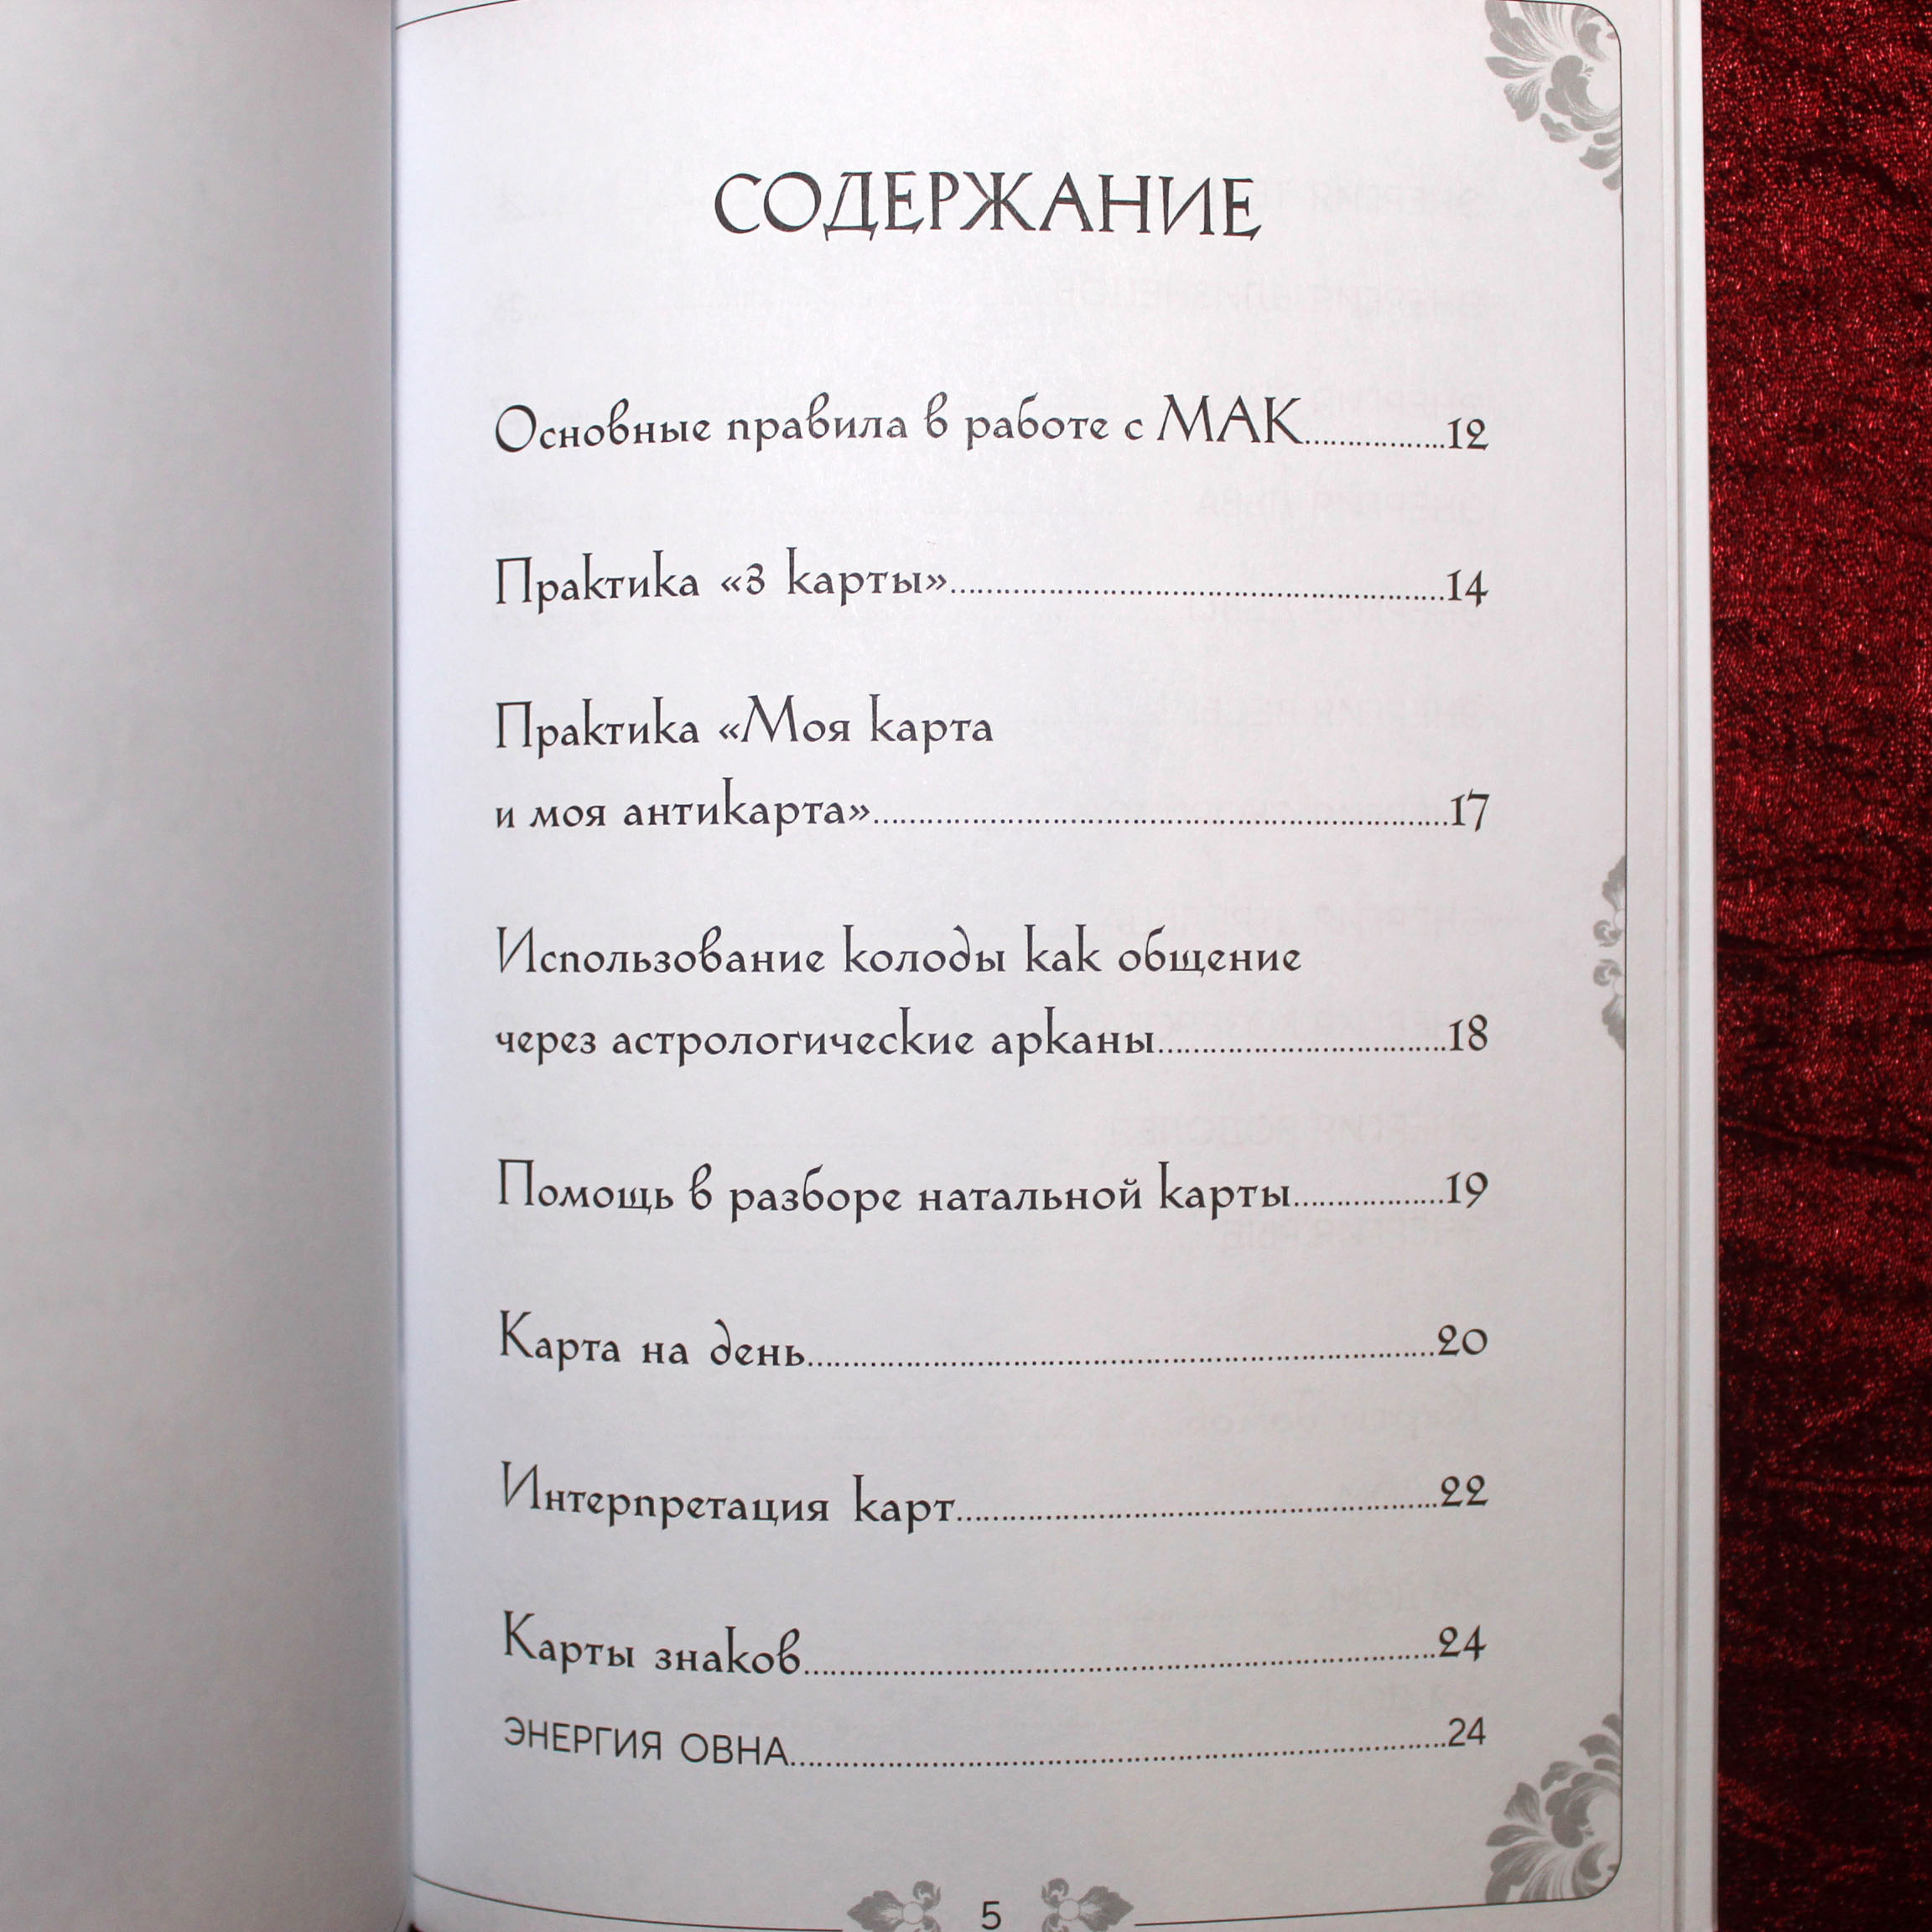 СОДЕРЖАНИЕ
Основные правила в работе с МАК................12
Практика «3 карты»........................................................14
Практика «Моя карта
и моя антикарта»................................................................17
Использование колоды как общение
через астрологические арканы................................18
Помощь в разборе натальной карты.................19
Карта на день......................................................................20
Интерпретация карт.....................................................22
Карты знаков......................................................................24
ЭНЕРГИЯ ОВНА.........................................................................24
5